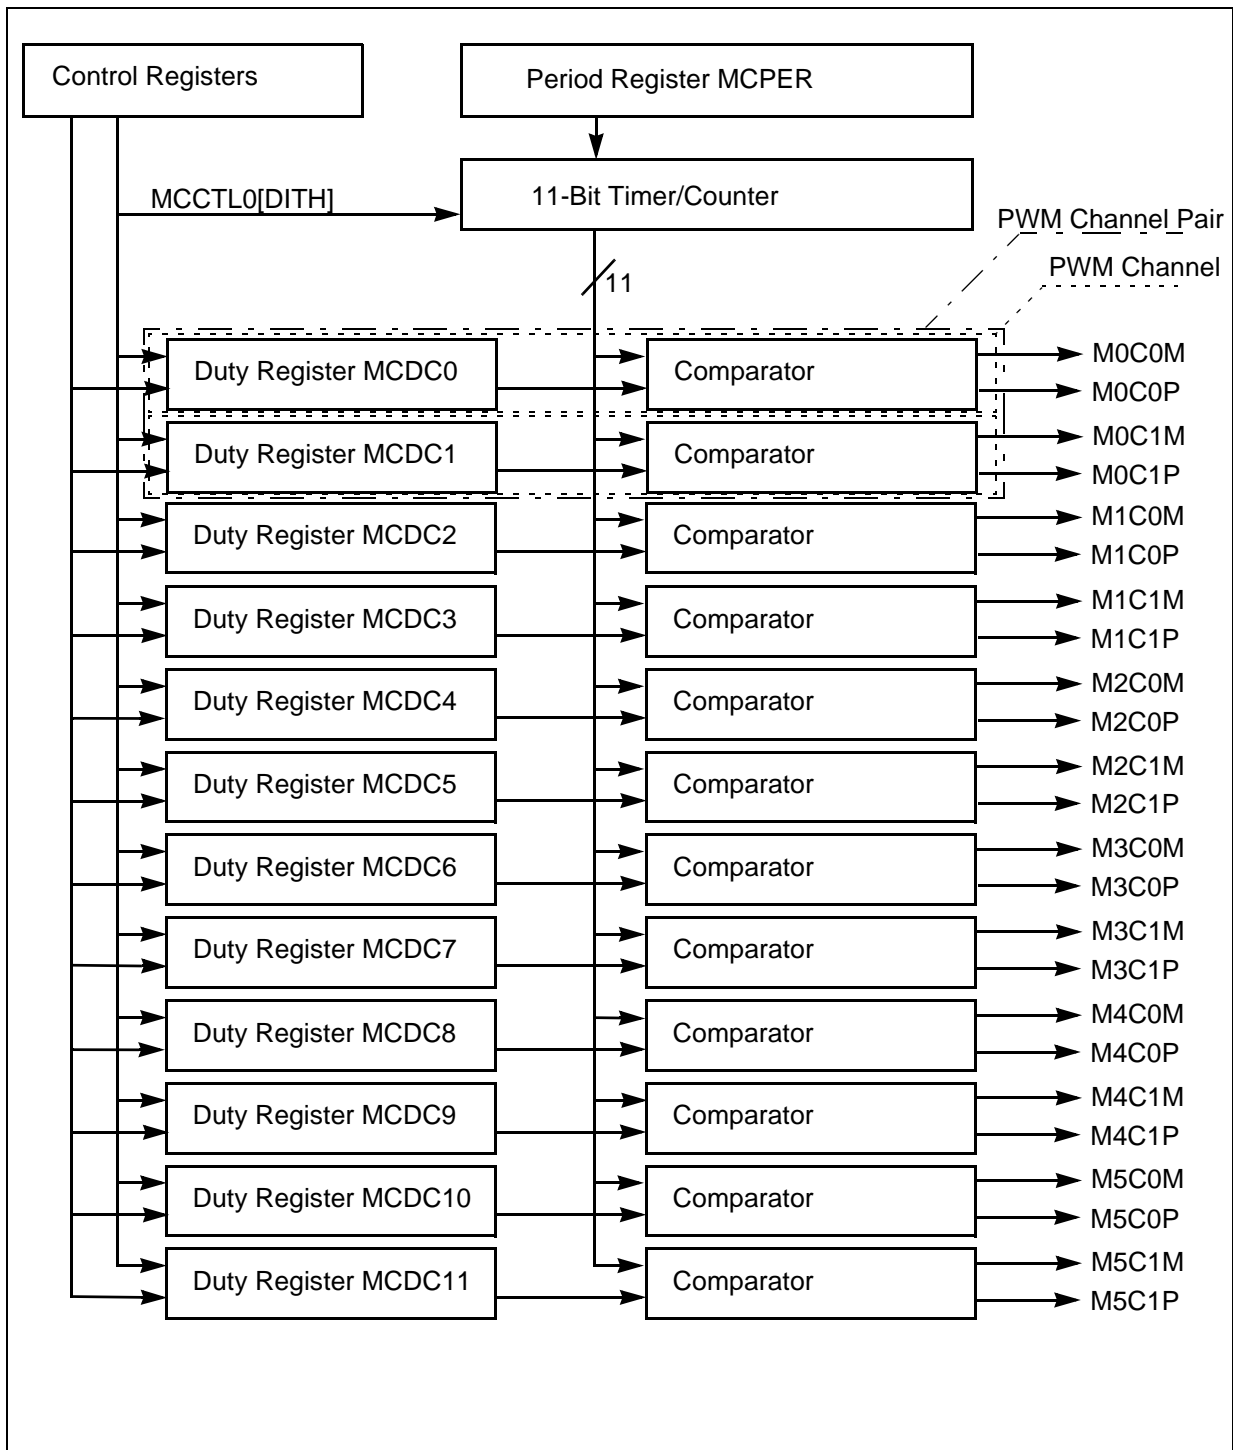 Control Registers
Period Register MCPER
MCCTL0[DITH]
11-Bit Timer/Counter
PWM Channel Pair
PWM Channel
11
Duty Register MCDC0
Comparator
M0C0M
M0C0P
Duty Register MCDC1
Comparator
M0C1M
M0C1P
Duty Register MCDC2
Comparator
M1C0M
M1C0P
Duty Register MCDC3
Comparator
M1C1M
M1C1P
Duty Register MCDC4
Comparator
M2C0M
M2C0P
Duty Register MCDC5
Comparator
M2C1M
M2C1P
Duty Register MCDC6
Comparator
M3C0M
M3C0P
Duty Register MCDC7
Comparator
M3C1M
M3C1P
Duty Register MCDC8
Comparator
M4C0M
M4C0P
Duty Register MCDC9
Comparator
M4C1M
M4C1P
Duty Register MCDC10
Comparator
M5C0M
M5C0P
Duty Register MCDC11
Comparator
M5C1M
M5C1P